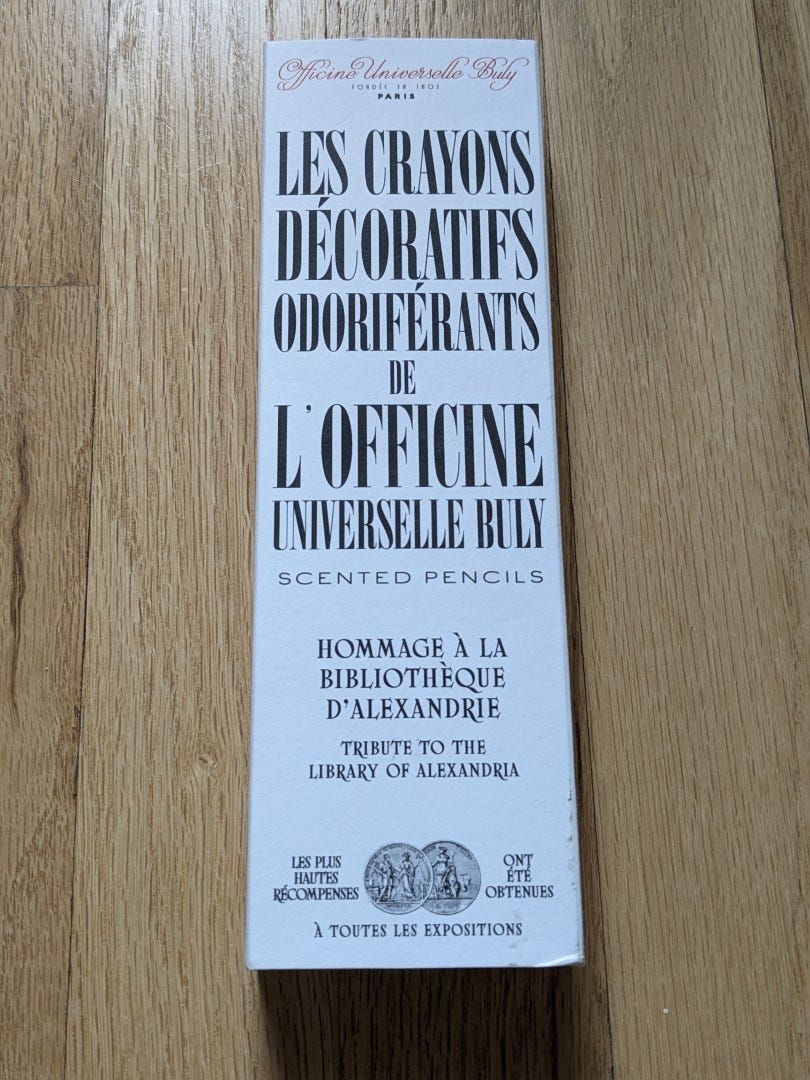 Officine Universelle Buly
FONDÉE EN 1803
PARIS
LES CRAYONS
DÉCORATIFS
ODORIFÉRANTS
DE
L'OFFICINE
UNIVERSELLE BULY
SCENTED PENCILS
HOMMAGE À LA
BIBLIOTHÈQUE
D'ALEXANDRIE
TRIBUTE TO THE
LIBRARY OF ALEXANDRIA
LES PLUS
HAUTES
RÉCOMPENSES
ONT
ÉTÉ
OBTENUES
À TOUTES LES EXPOSITIONS